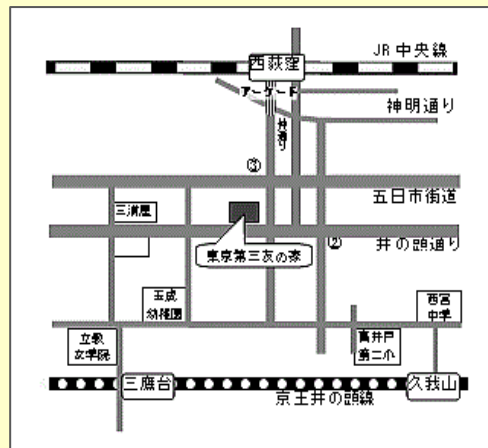 JR中央線
西荻窪
アーケード
神明通り
仲通り
③
五日市街道
三浦屋
井の頭通り
②
東京第三友の家
玉成
幼稚園
西宮
中学
立教
女学院
高井戸
第二小
三鷹台
久我山
京王井の頭線